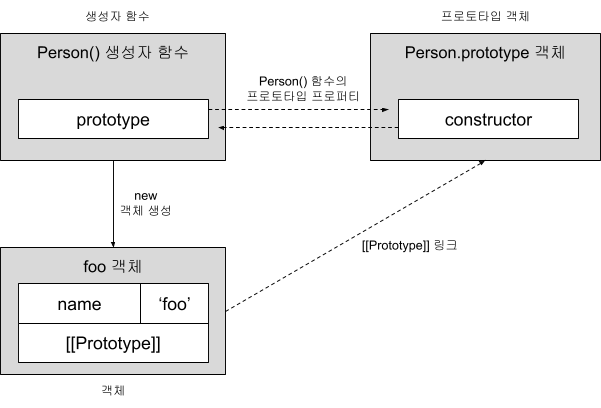 생성자 함수
프로토타입 객체
Person() 생성자 함수
Person.prototype 객체
Person() 함수의
프로토타입 프로퍼티
prototype
constructor
new
객체 생성
[[Prototype]] 링크
foo 객체
name
‘foo’
[[Prototype]]
객체